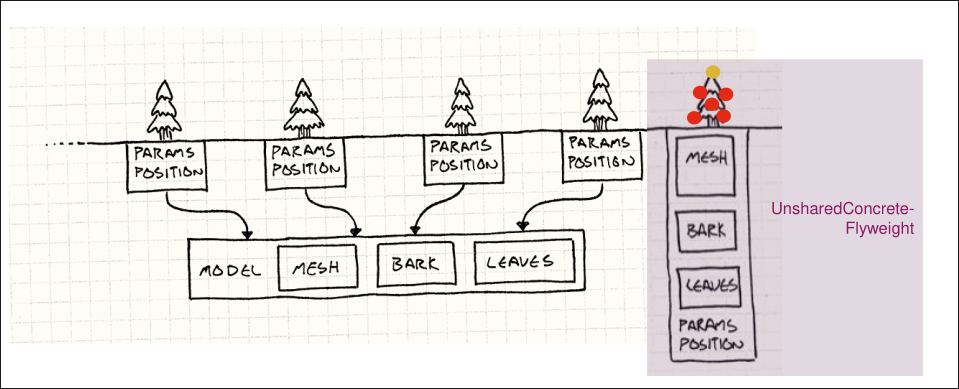 PARAMS
POSITION
PARAMS
POSITION
PARAMS
POSITION
PARAMS
POSITION
MODEL
MESH
BARK
LEAVES
MESH
BARK
LEAVES
PARAMS
POSITION
UnsharedConcrete-
Flyweight